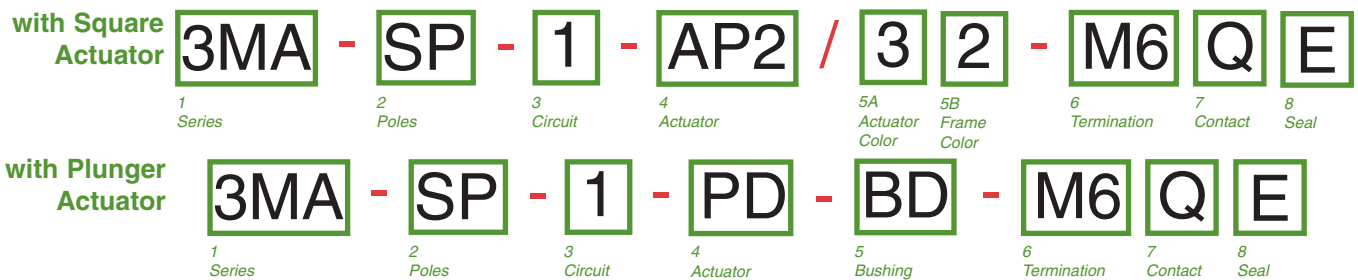 with Square
Actuator
3MA - SP - 1 - AP2 / 3 2 - M6 Q E
1 2 3 4 5A 5B 6 7 8
Series Poles Circuit Actuator Actuator Frame Termination Contact Seal
Color Color
with Plunger
Actuator
3MA - SP - 1 - PD - BD - M6 Q E
1 2 3 4 5 6 7 8
Series Poles Circuit Actuator Bushing Termination Contact Seal